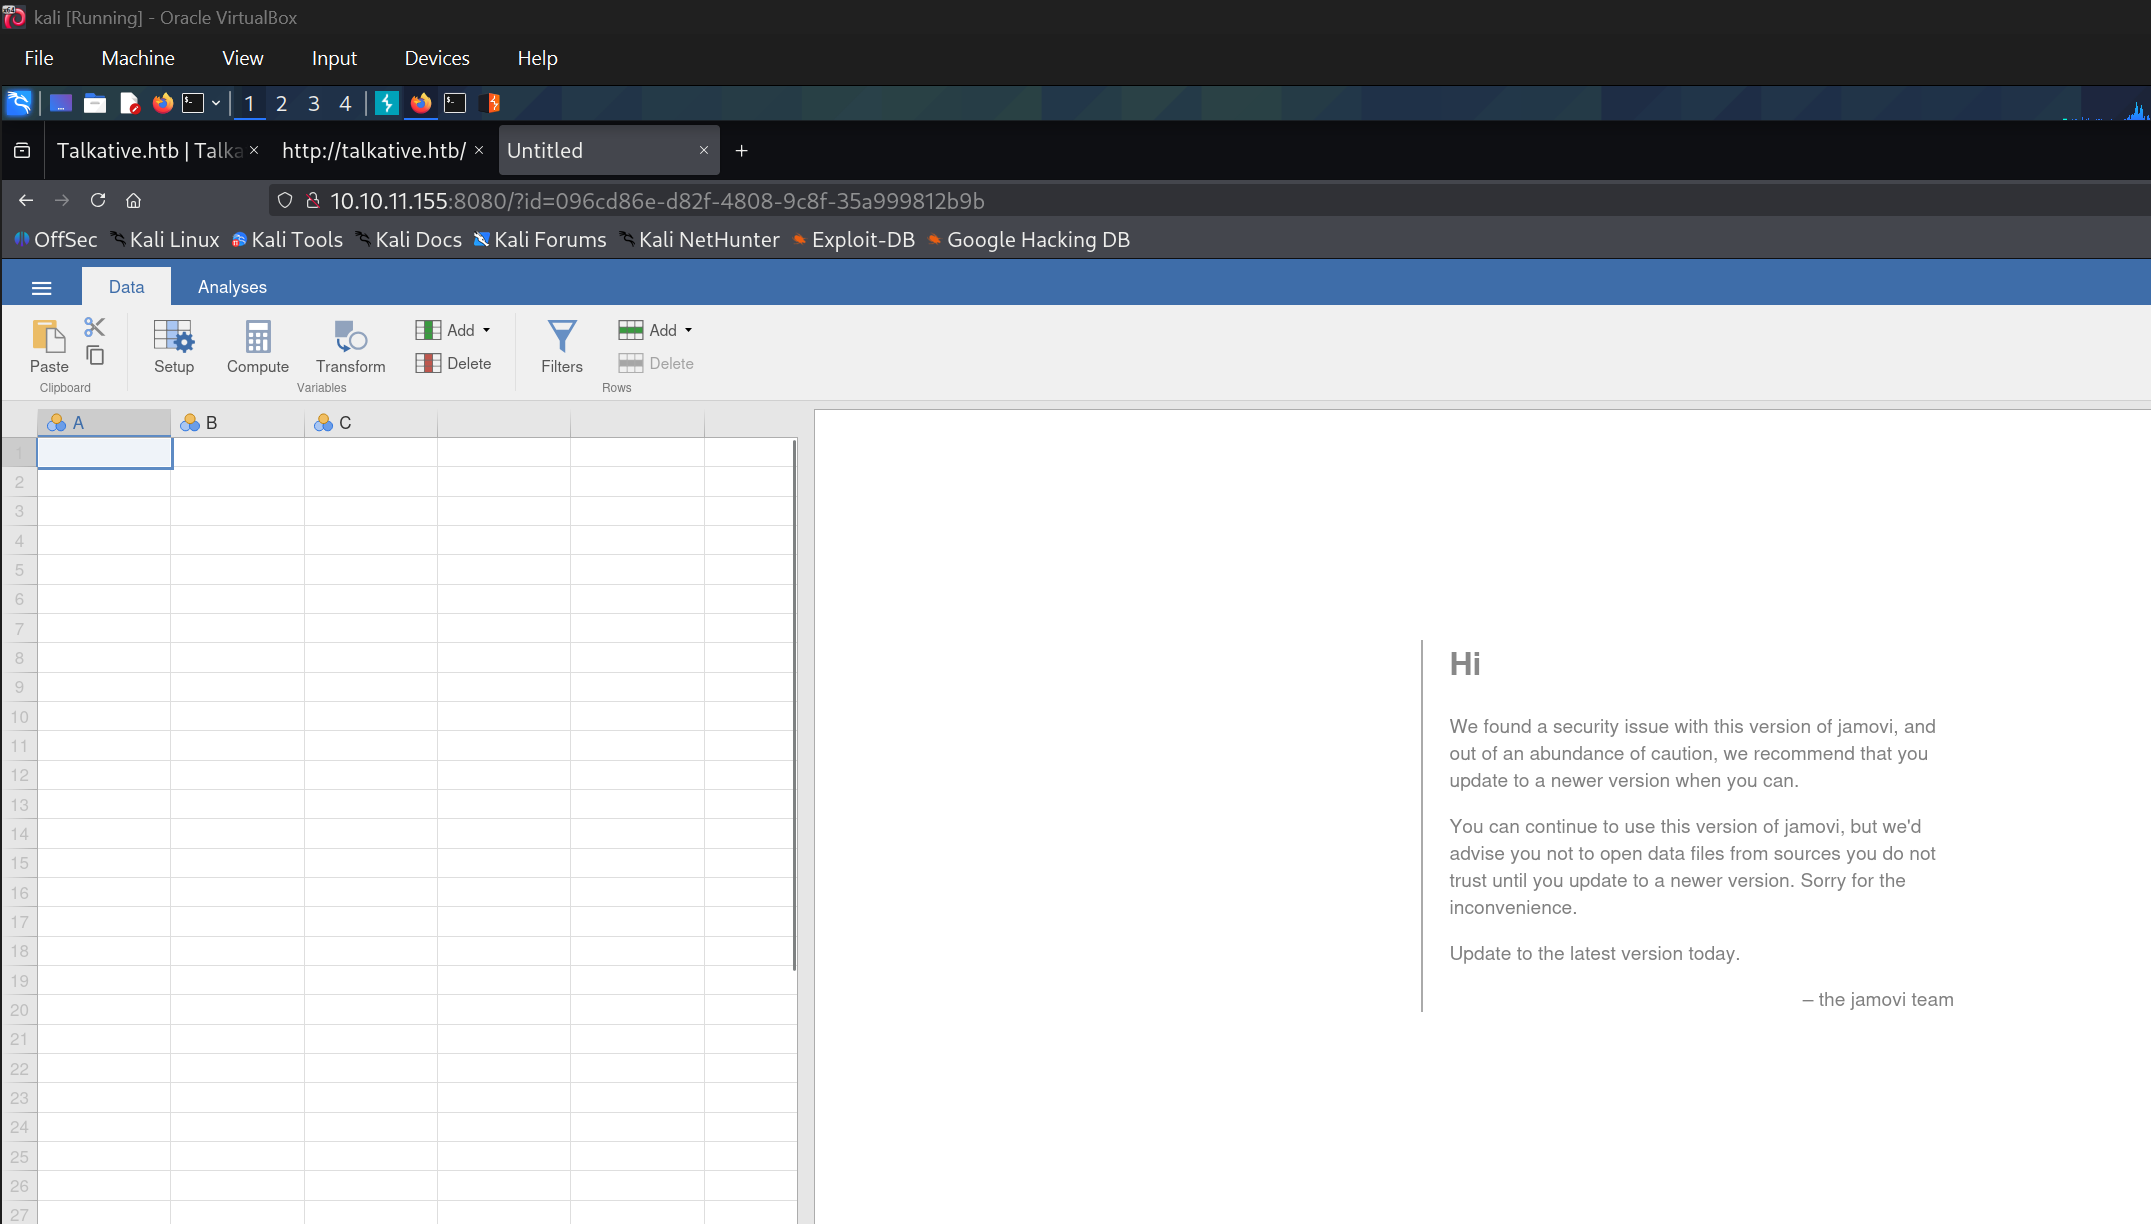 kali [Running] - Oracle VirtualBox
File Machine View Input Devices Help
1 2 3 4
Talkative.htb | Talka http://talkative.htb/ Untitled
10.10.11.155:8080/?id=096cd86e-d82f-4808-9c8f-35a999812b9b
OffSec Kali Linux Kali Tools Kali Docs Kali Forums Kali NetHunter Exploit-DB Google Hacking DB
Data Analyses
Add Add
Paste Setup Compute Transform Delete Filters Delete
Clipboard Variables Rows
A B C
1
2
3
4
5
6
7
8
9
10
11
12
13
14
15
16
17
18
19
20
21
22
23
24
25
26
27
Hi
We found a security issue with this version of jamovi, and
out of an abundance of caution, we recommend that you
update to a newer version when you can.
You can continue to use this version of jamovi, but we'd
advise you not to open data files from sources you do not
trust until you update to a newer version. Sorry for the
inconvenience.
Update to the latest version today.
– the jamovi team